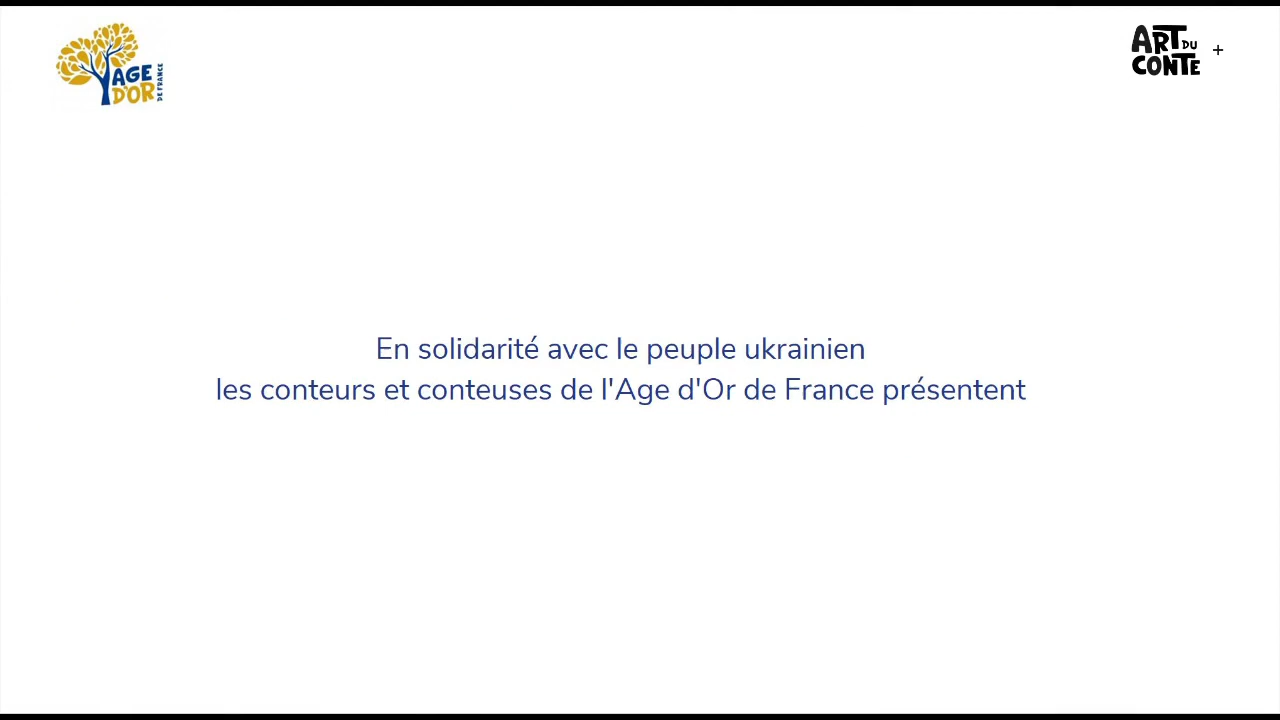 AGE
D'OR
DE FRANCE
ART DU
CONTE +
En solidarité avec le peuple ukrainien
les conteurs et conteuses de l'Age d'Or de France présentent